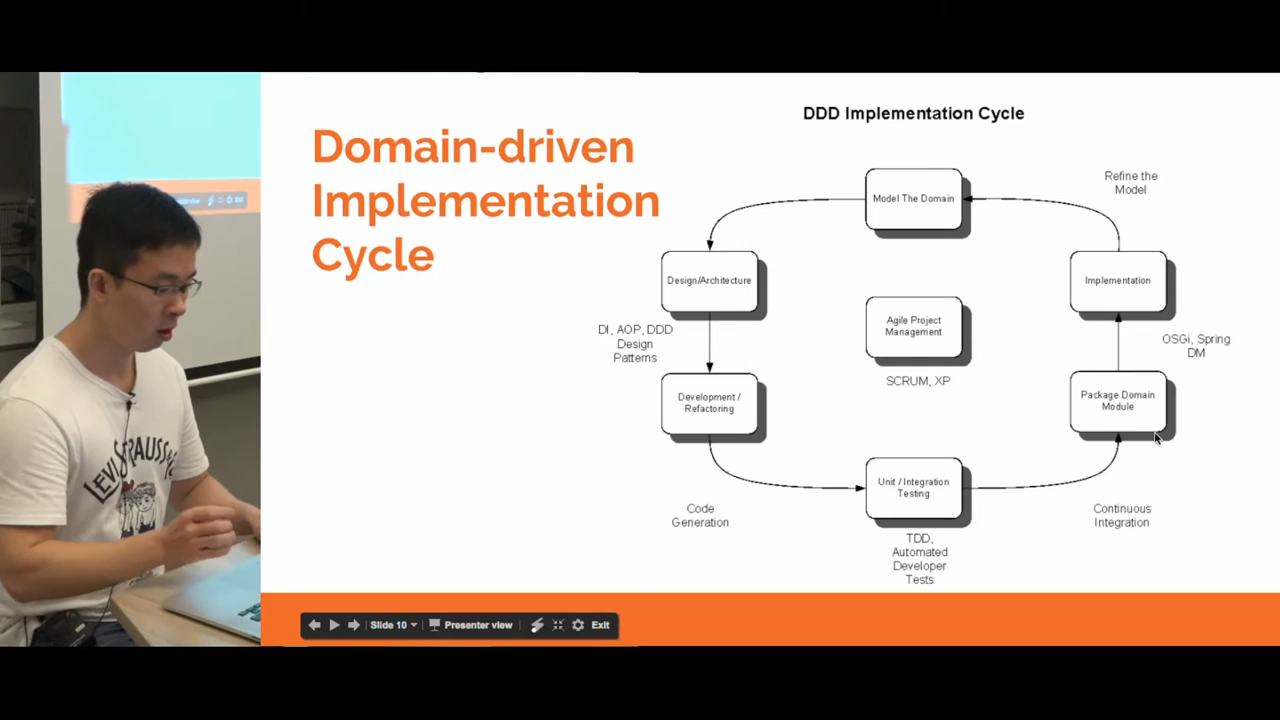 Domain-driven
Implementation
Cycle
DDD Implementation Cycle
Model The Domain
Refine the
Model
Design/Architecture
Implementation
DI, AOP, DDD
Design
Patterns
Agile Project
Management
SCRUM, XP
OSGi, Spring
DM
Development /
Refactoring
Package Domain
Module
Unit / Integration
Testing
Code
Generation
Continuous
Integration
TDD,
Automated
Developer
Tests
LEVI STRAUSS
Slide 10
Presenter view
Exit